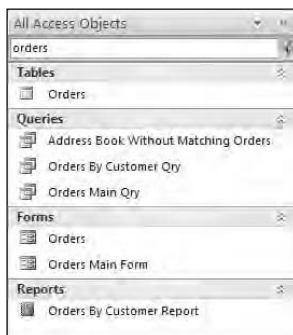 All Access Objects
orders
Tables
Orders
Queries
Address Book Without Matching Orders
Orders By Customer Qry
Orders Main Qry
Forms
Orders
Orders Main Form
Reports
Orders By Customer Report